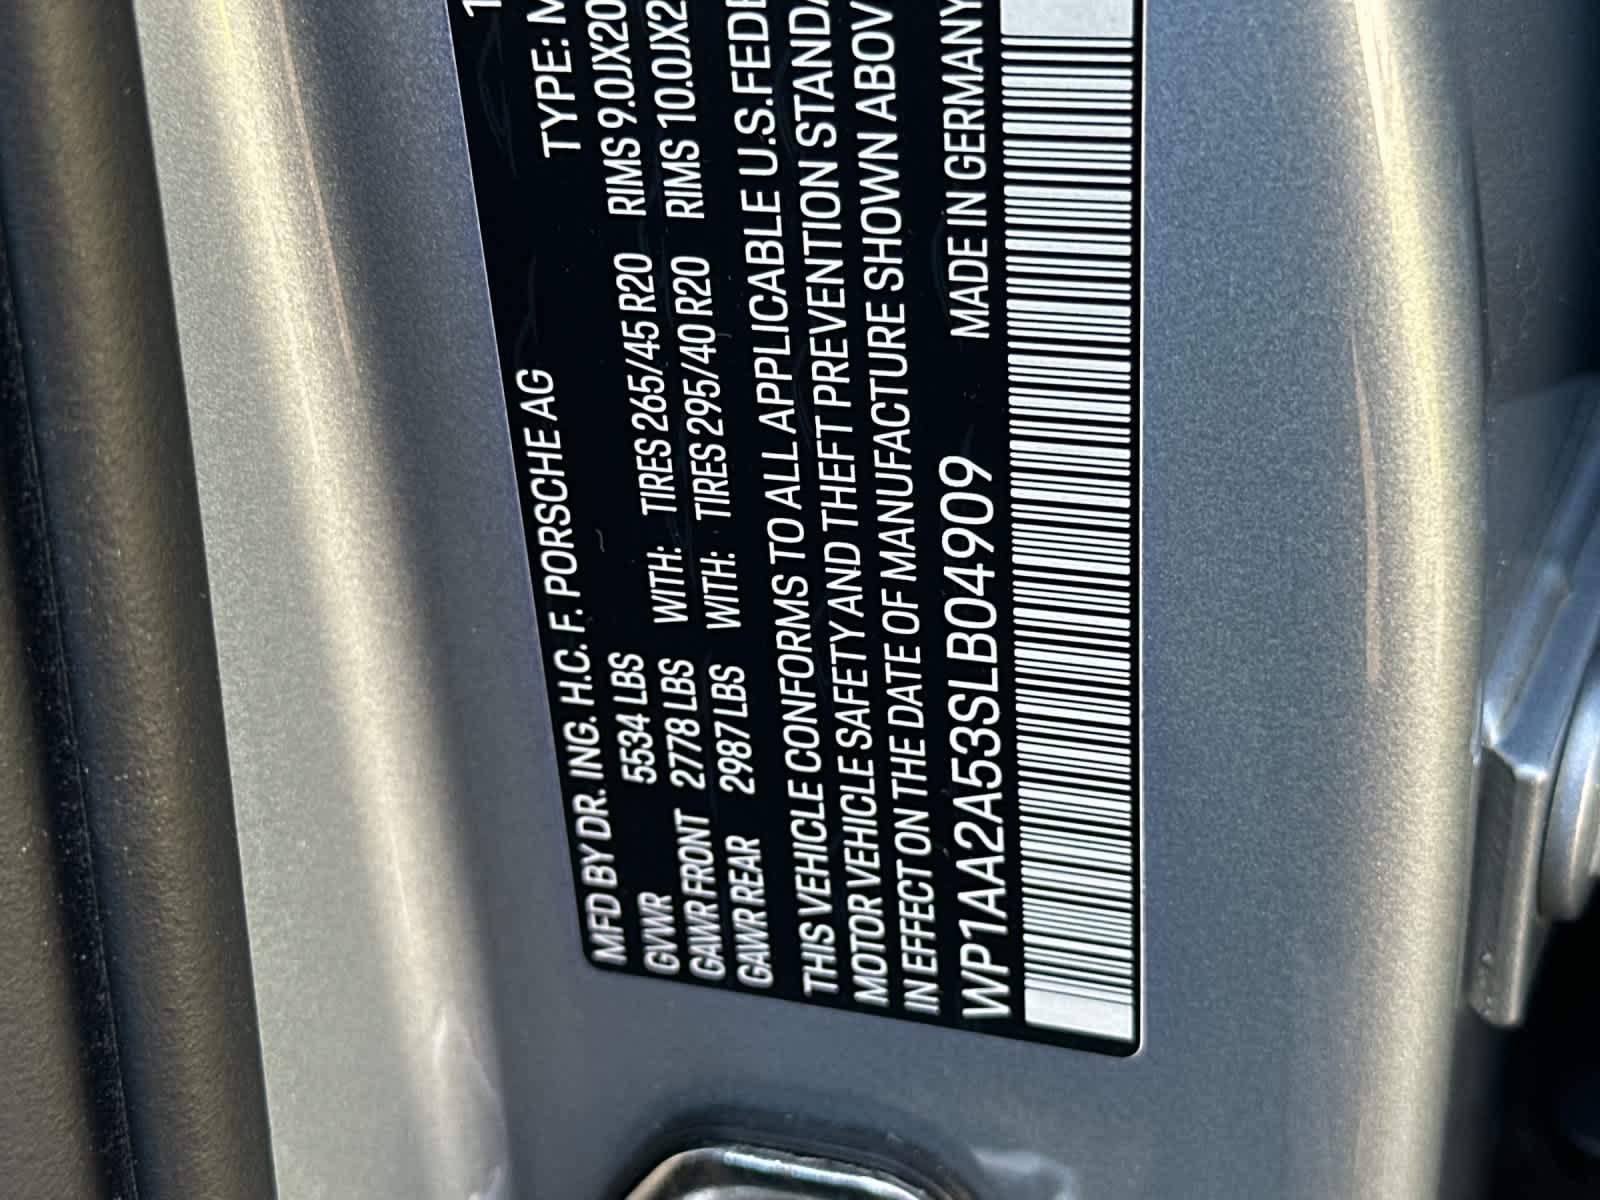 MFD BY DR. ING. H.C. F. PORSCHE AG
TYPE:
GVWR 5534 LBS
GAWR FRONT 2778 LBS WITH: TIRES 265/45 R20 RIMS 9.0JX20
GAWR REAR 2987 LBS WITH: TIRES 295/40 R20 RIMS 10.0JX2
THIS VEHICLE CONFORMS TO ALL APPLICABLE U.S.FEDE
MOTOR VEHICLE SAFETY AND THEFT PREVENTION STANDA
IN EFFECT ON THE DATE OF MANUFACTURE SHOWN ABOV
WP1AA2A53SLB04909 MADE IN GERMANY